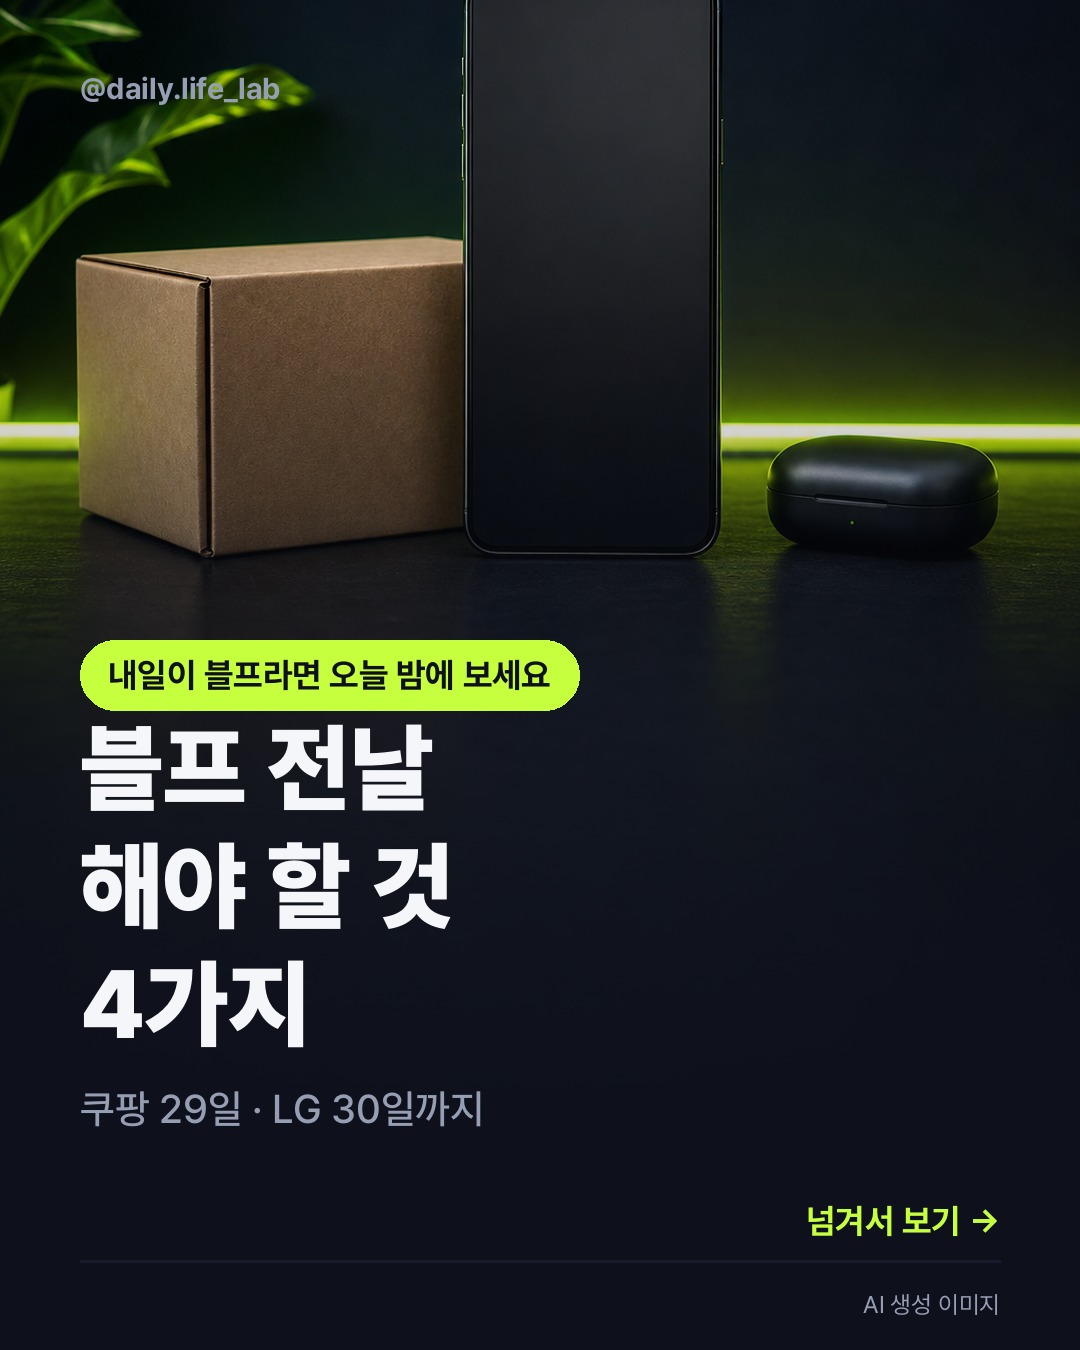 @daily.life_lab
내일이 블프라면 오늘 밤에 보세요
블프 전날
해야 할 것
4가지
쿠팡 29일 · LG 30일까지
넘겨서 보기 →
AI 생성 이미지